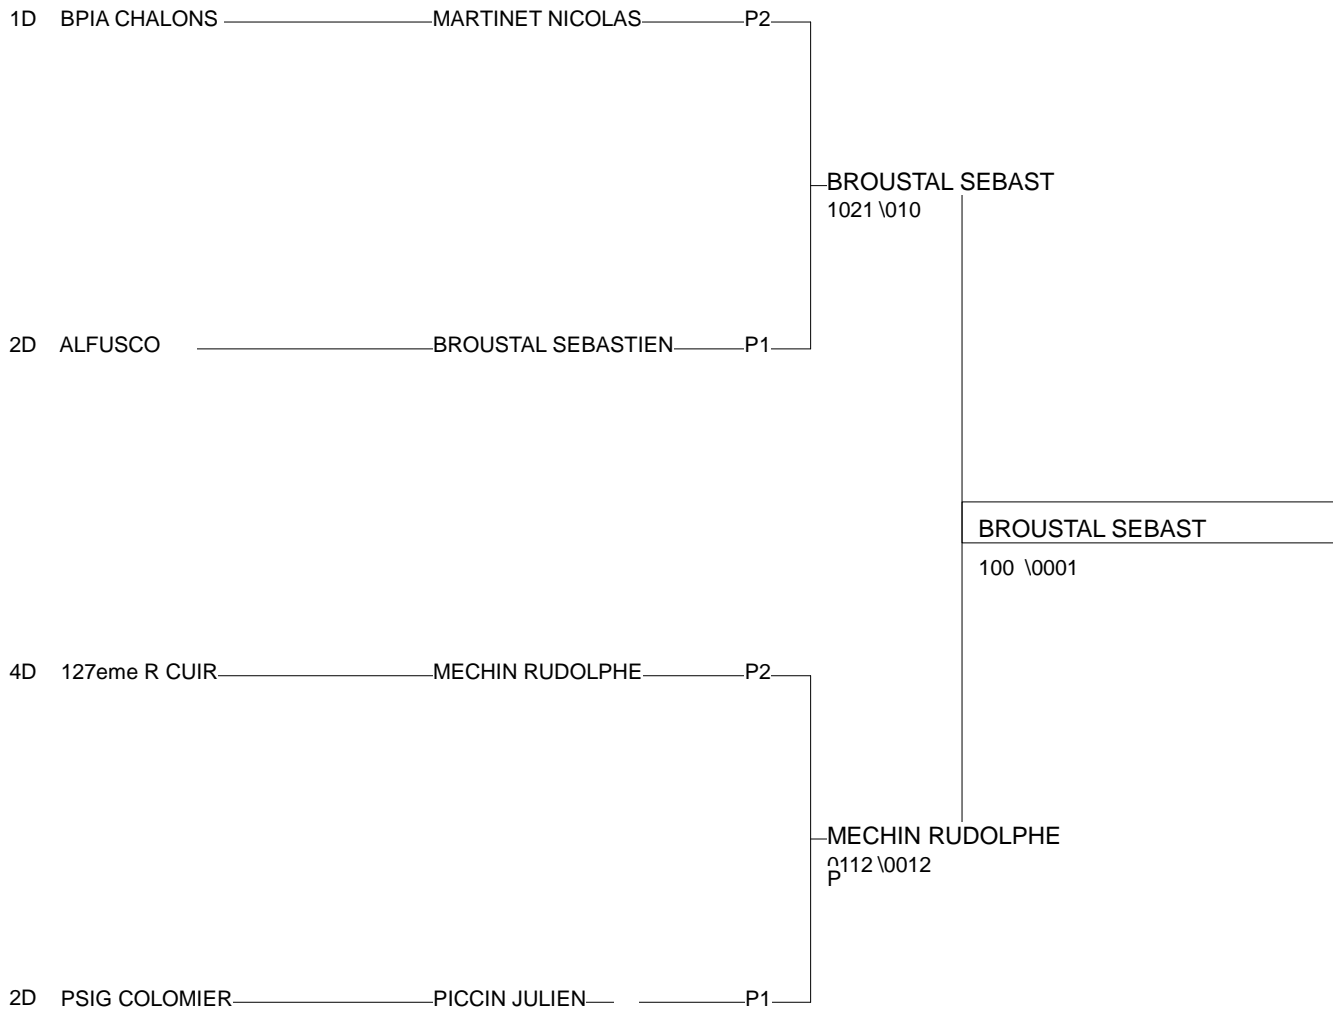 1D BPIA CHALONS MARTINET NICOLAS P2
BROUSTAL SEBAST
1021 \010
2D ALFUSCO BROUSTAL SEBASTIEN P1
BROUSTAL SEBAST
100 \0001
4D 127eme R CUIR MECHIN RUDOLPHE P2
MECHIN RUDOLPHE
0112 \0012
P
2D PSIG COLOMIER PICCIN JULIEN P1